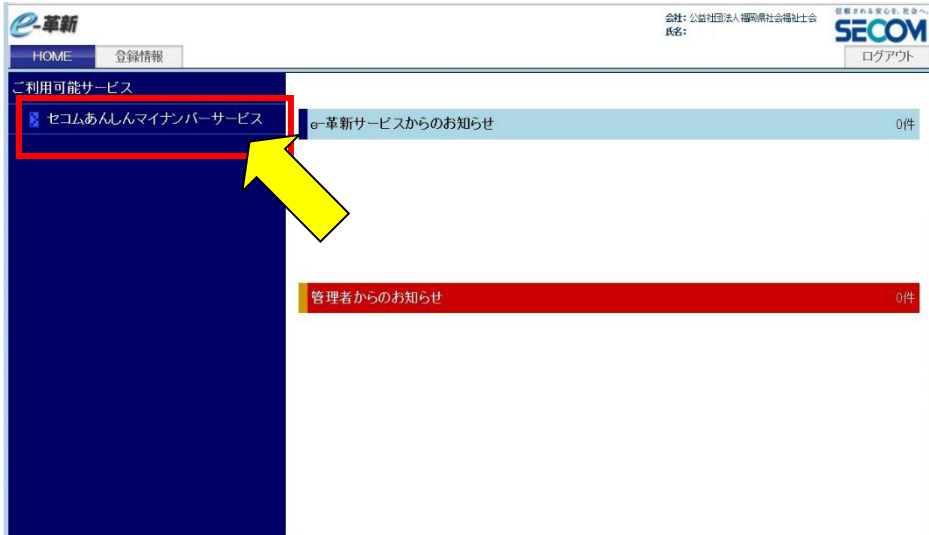 e-革新
会社: 公益社団法人福岡県社会福祉士会
氏名:
信頼される安心を、社会へ。
SECOM
HOME
登録情報
ログアウト
ご利用可能サービス
セコムあんしんマイナンバーサービス
e-革新サービスからのお知らせ
0件
管理者からのお知らせ
0件